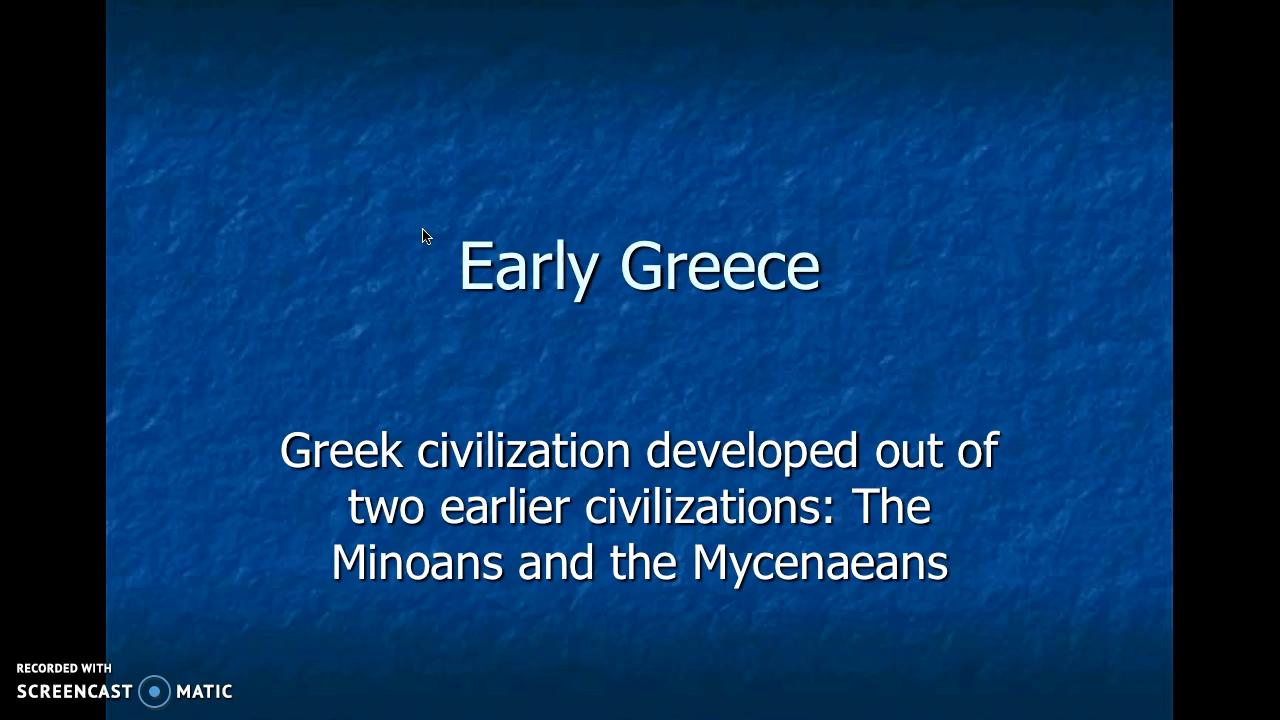 Early Greece
Greek civilization developed out of
two earlier civilizations: The
Minoans and the Mycenaeans
RECORDED WITH
SCREENCAST MATIC